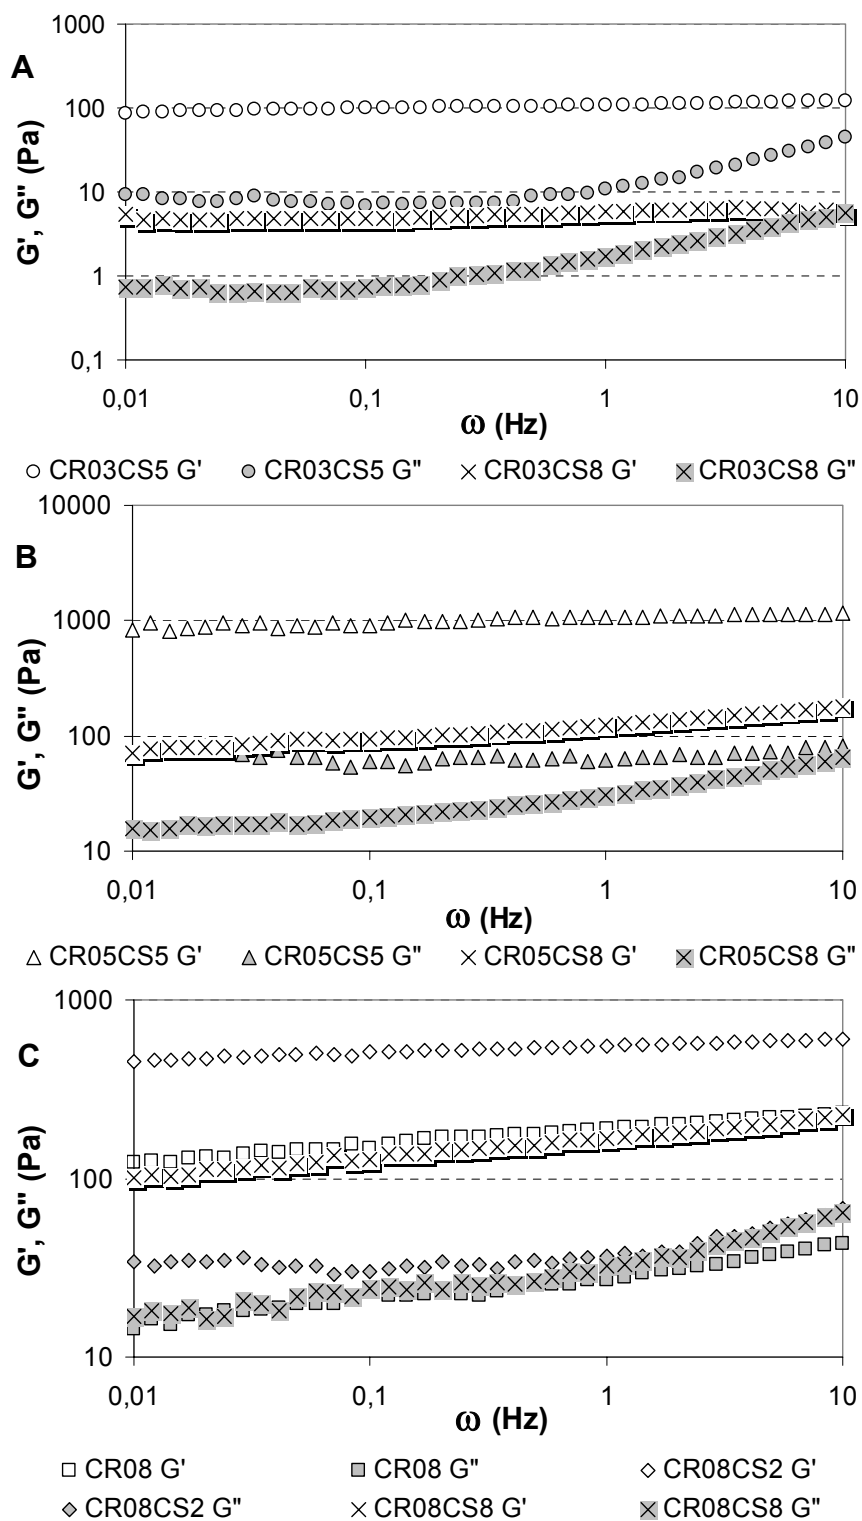 1000
A
100
10
1
0,1
G', G" (Pa)
0,01 0,1 1 10
ω (Hz)
CR03CS5 G' CR03CS5 G" CR03CS8 G' CR03CS8 G"
10000
B
1000
100
10
G', G" (Pa)
0,01 0,1 1 10
ω (Hz)
CR05CS5 G' CR05CS5 G" CR05CS8 G' CR05CS8 G"
1000
C
100
10
G', G" (Pa)
0,01 0,1 1 10
ω (Hz)
CR08 G' CR08 G" CR08CS2 G'
CR08CS2 G" CR08CS8 G' CR08CS8 G"